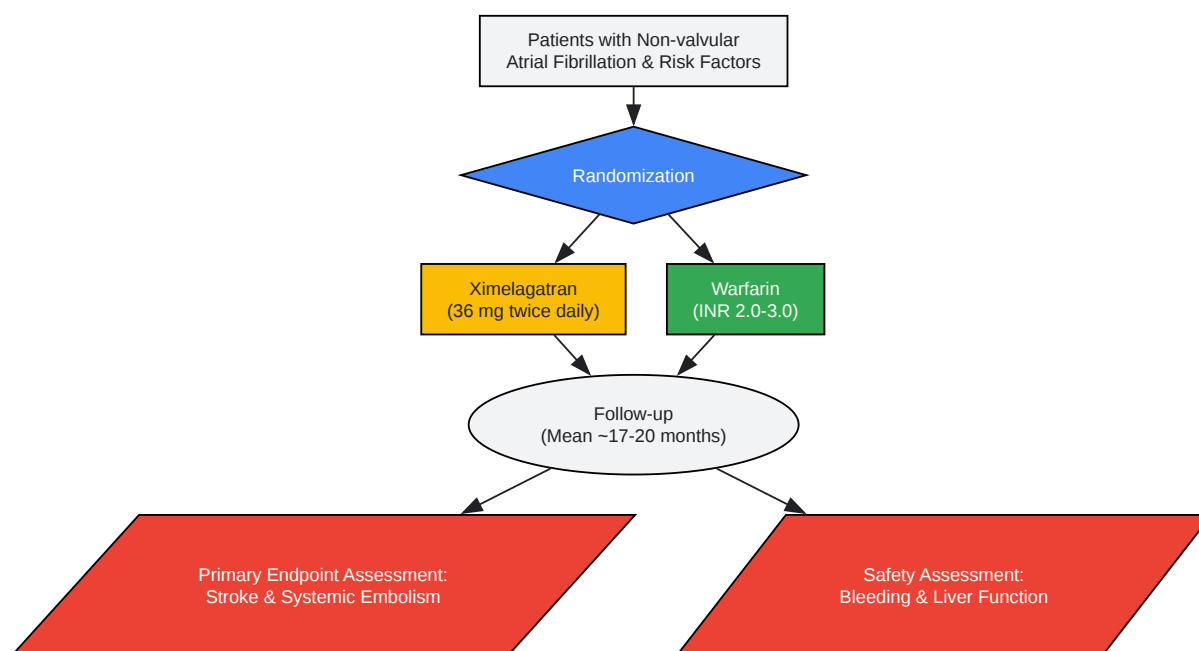 Patients with Non-valvular
Atrial Fibrillation & Risk Factors
Randomization
Ximelagatran
(36 mg twice daily)
Warfarin
(INR 2.0-3.0)
Follow-up
(Mean ~17-20 months)
Primary Endpoint Assessment:
Stroke & Systemic Embolism
Safety Assessment:
Bleeding & Liver Function